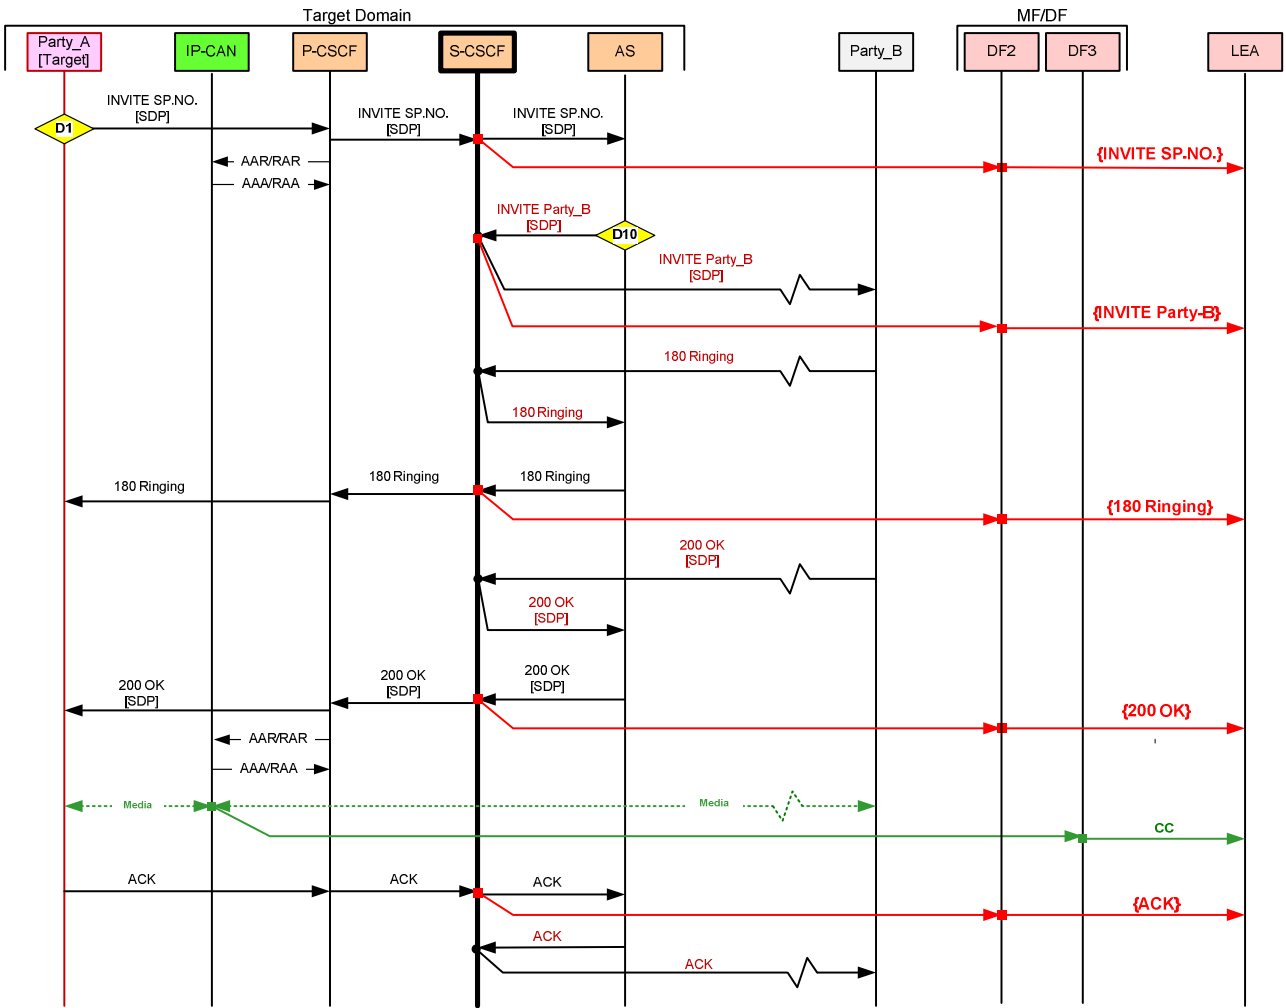 Target Domain
MF/DF
Party_A
[Target]
IP-CAN
P-CSCF
S-CSCF
AS
Party_B
DF2
DF3
LEA
INVITE SP.NO.
[SDP]
D1
INVITE SP.NO.
[SDP]
INVITE SP.NO.
[SDP]
{INVITE SP.NO.}
AAR/RAR
AAA/RAA
INVITE Party_B
[SDP]
D10
INVITE Party_B
[SDP]
{INVITE Party-B}
180 Ringing
180 Ringing
180 Ringing
180 Ringing
180 Ringing
{180 Ringing}
200 OK
[SDP]
200 OK
[SDP]
200 OK
[SDP]
200 OK
[SDP]
200 OK
[SDP]
{200 OK}
AAR/RAR
AAA/RAA
Media
Media
CC
ACK
ACK
ACK
{ACK}
ACK
ACK